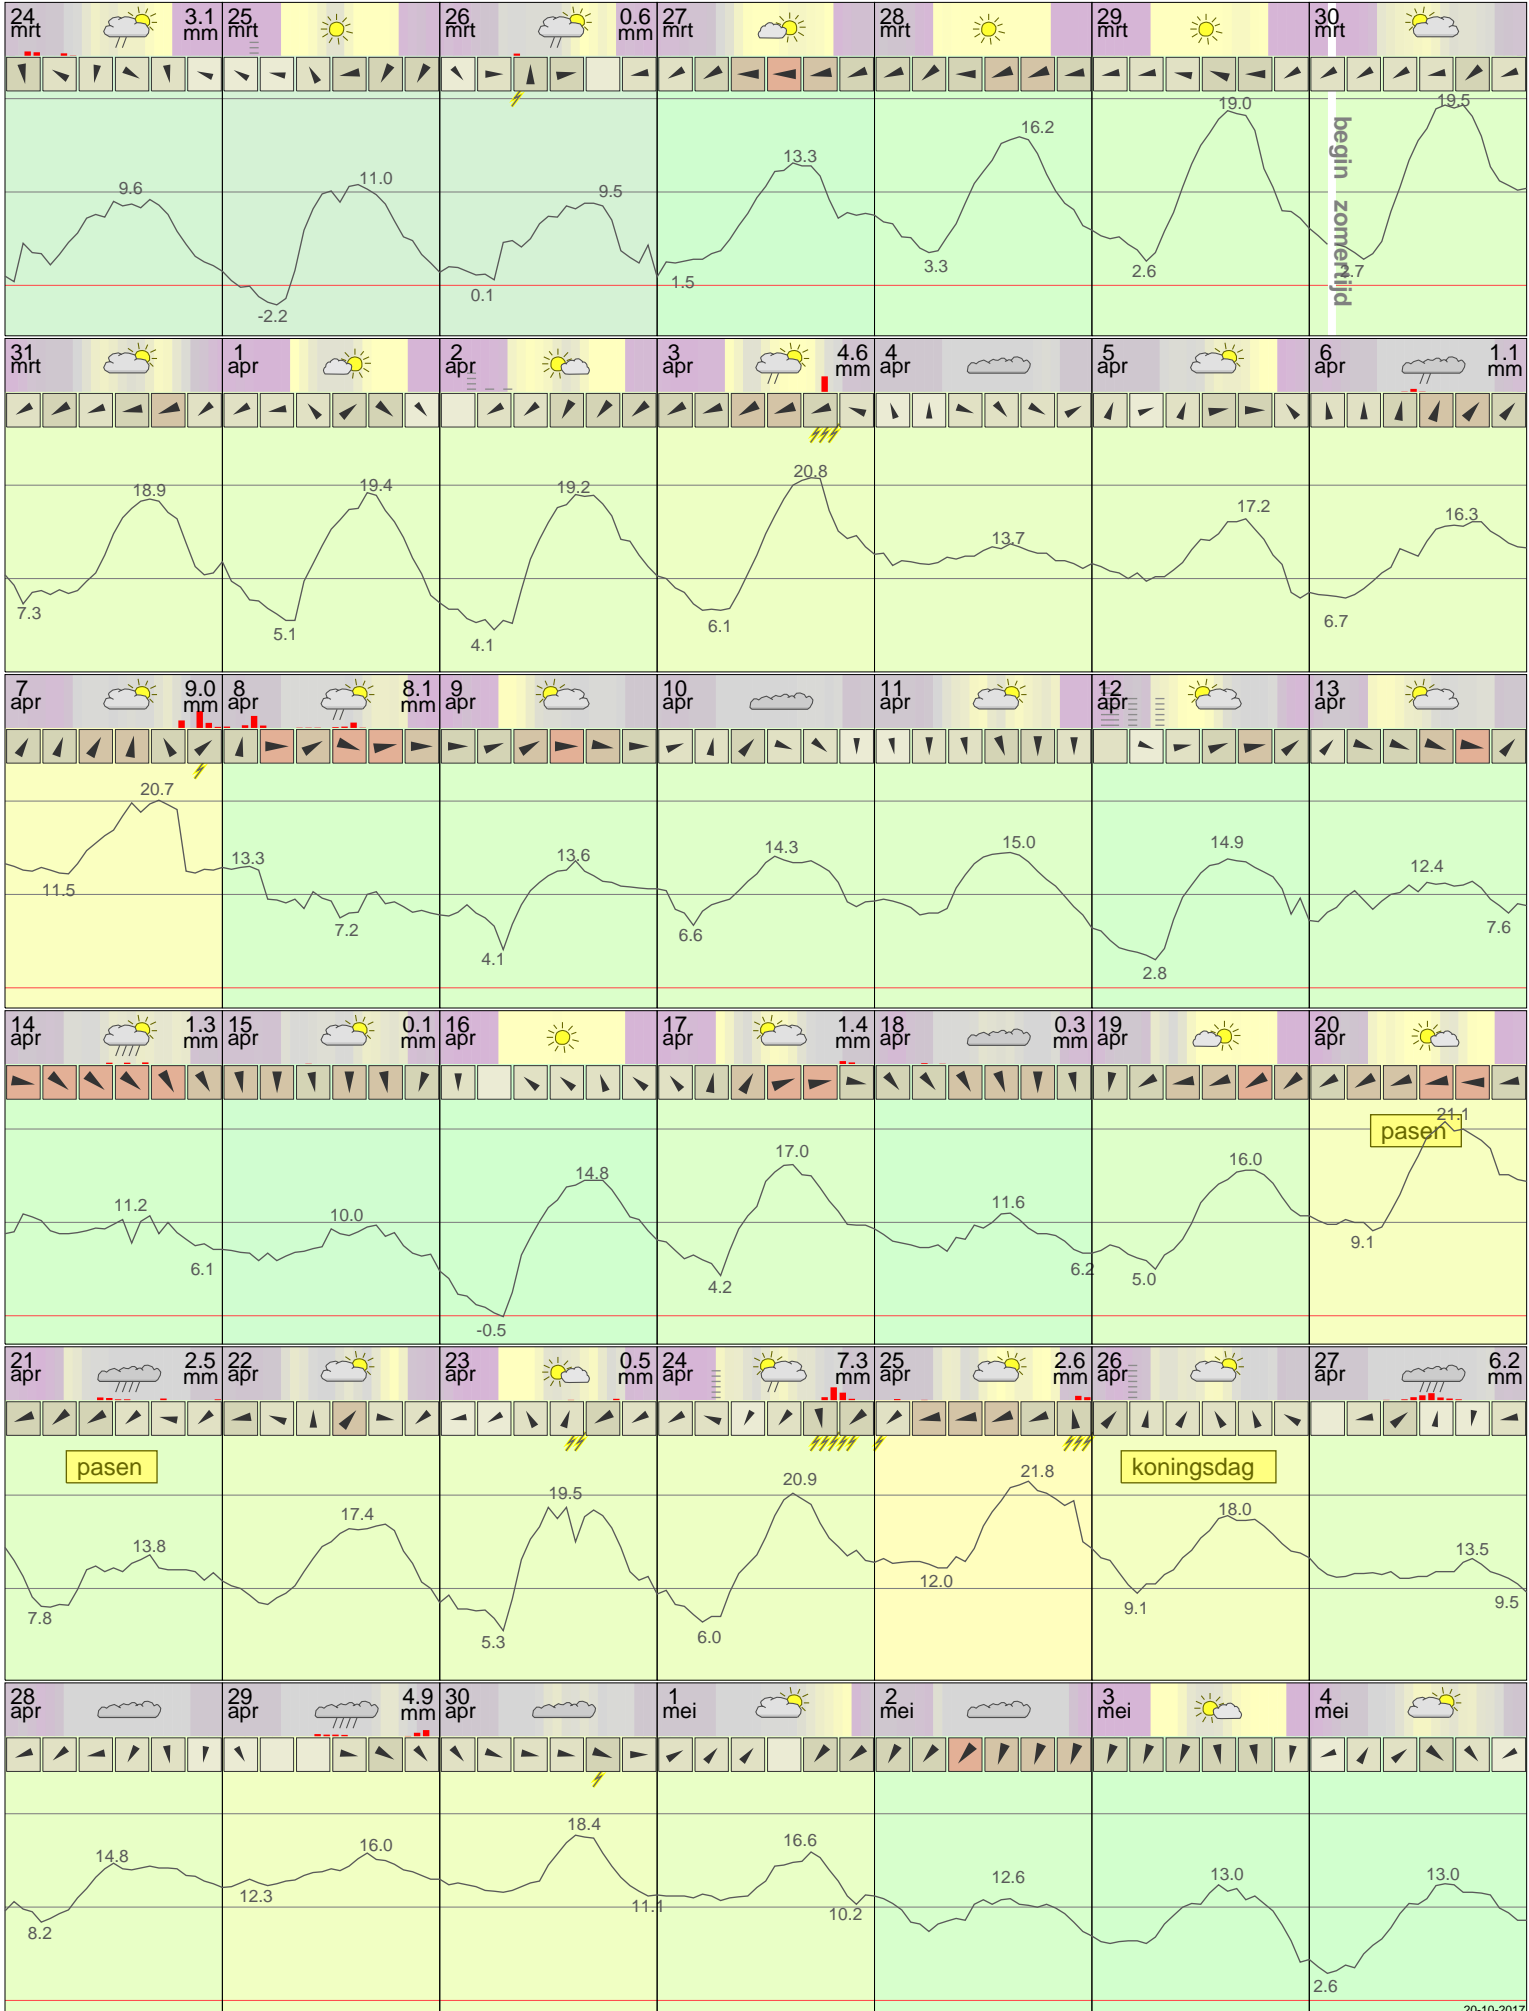 24 mrt 3.1 mm
25 mrt
26 mrt 0.6 mm
27 mrt
28 mrt
29 mrt
30 mrt
9.6
-2.2 11.0
0.1 9.5
1.5 13.3
3.3 16.2
2.6 19.0
2.7 19.5
begin zomertijd
31 mrt
1 apr
2 apr
3 apr 4.6 mm
4 apr
5 apr
6 apr 1.1 mm
7.3 18.9
5.1 19.4
4.1 19.2
6.1 20.8
13.7
17.2
6.7 16.3
7 apr 9.0 mm
8 apr 8.1 mm
9 apr
10 apr
11 apr
12 apr
13 apr
11.5 20.7
13.3 7.2
4.1 13.6
6.6 14.3
15.0
2.8 14.9
12.4 7.6
14 apr 1.3 mm
15 apr 0.1 mm
16 apr
17 apr 1.4 mm
18 apr 0.3 mm
19 apr
20 apr
11.2 6.1
10.0
-0.5 14.8
4.2 17.0
11.6 6.2
5.0 16.0
9.1 21.1
pasen
21 apr 2.5 mm
22 apr
23 apr 0.5 mm
24 apr 7.3 mm
25 apr 2.6 mm
26 apr
27 apr 6.2 mm
pasen
koningsdag
7.8 13.8
17.4
5.3 19.5
6.0 20.9
12.0 21.8
9.1 18.0
13.5 9.5
28 apr
29 apr 4.9 mm
30 apr
1 mei
2 mei
3 mei
4 mei
8.2 14.8
12.3 16.0
18.4 11.1
16.6 10.2
12.6
13.0
2.6 13.0
20-10-2017